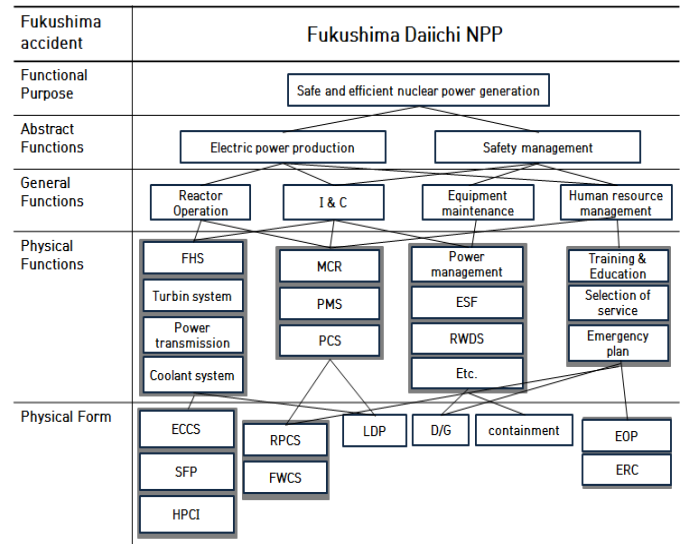 Fukushima
accident
Fukushima Daiichi NPP
Functional
Purpose
Safe and efficient nuclear power generation
Abstract
Functions
Electric power production
Safety management
General
Functions
Reactor
Operation
I & C
Equipment
maintenance
Human resource
management
Physical
Functions
FHS
Turbin system
Power
transmission
Coolant system
MCR
PMS
PCS
Power
management
ESF
RWDS
Etc.
Training &
Education
Selection of
service
Emergency
plan
Physical Form
ECCS
SFP
HPCI
RPCS
FWCS
LDP
D/G
containment
EOP
ERC